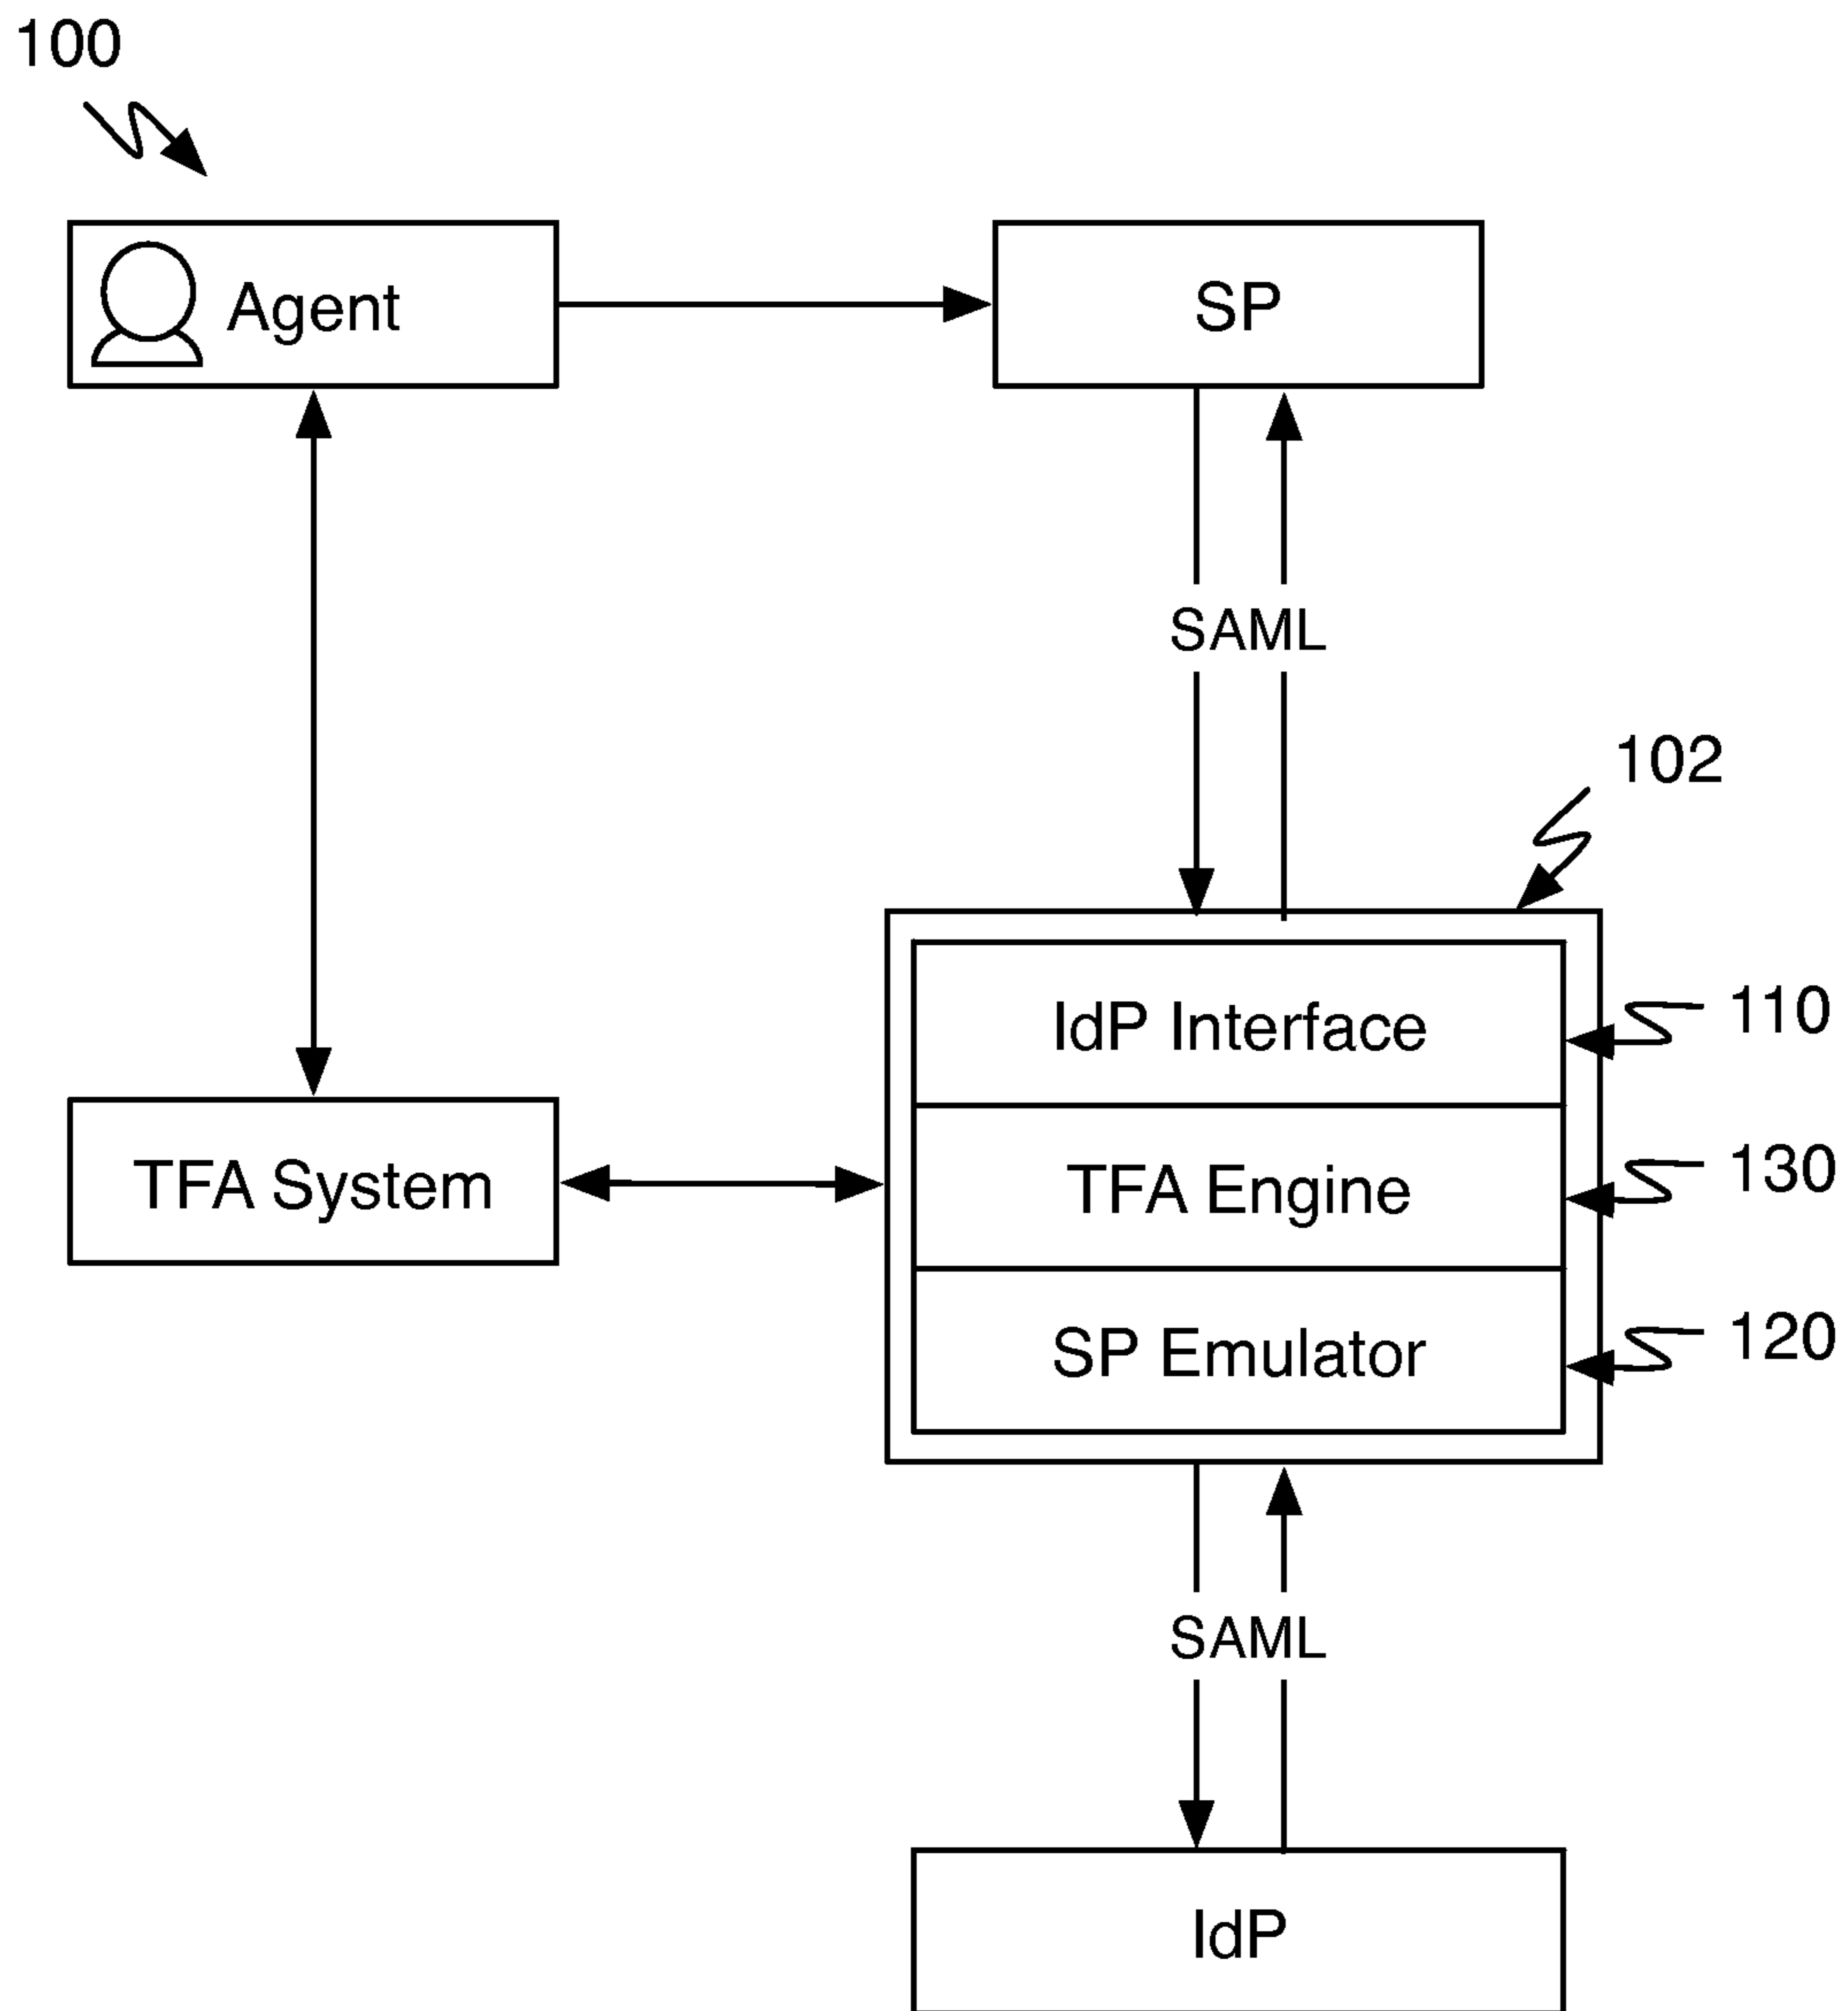 100
Agent
SP
SAML
102
IdP Interface
110
TFA System
TFA Engine
130
SP Emulator
120
SAML
IdP